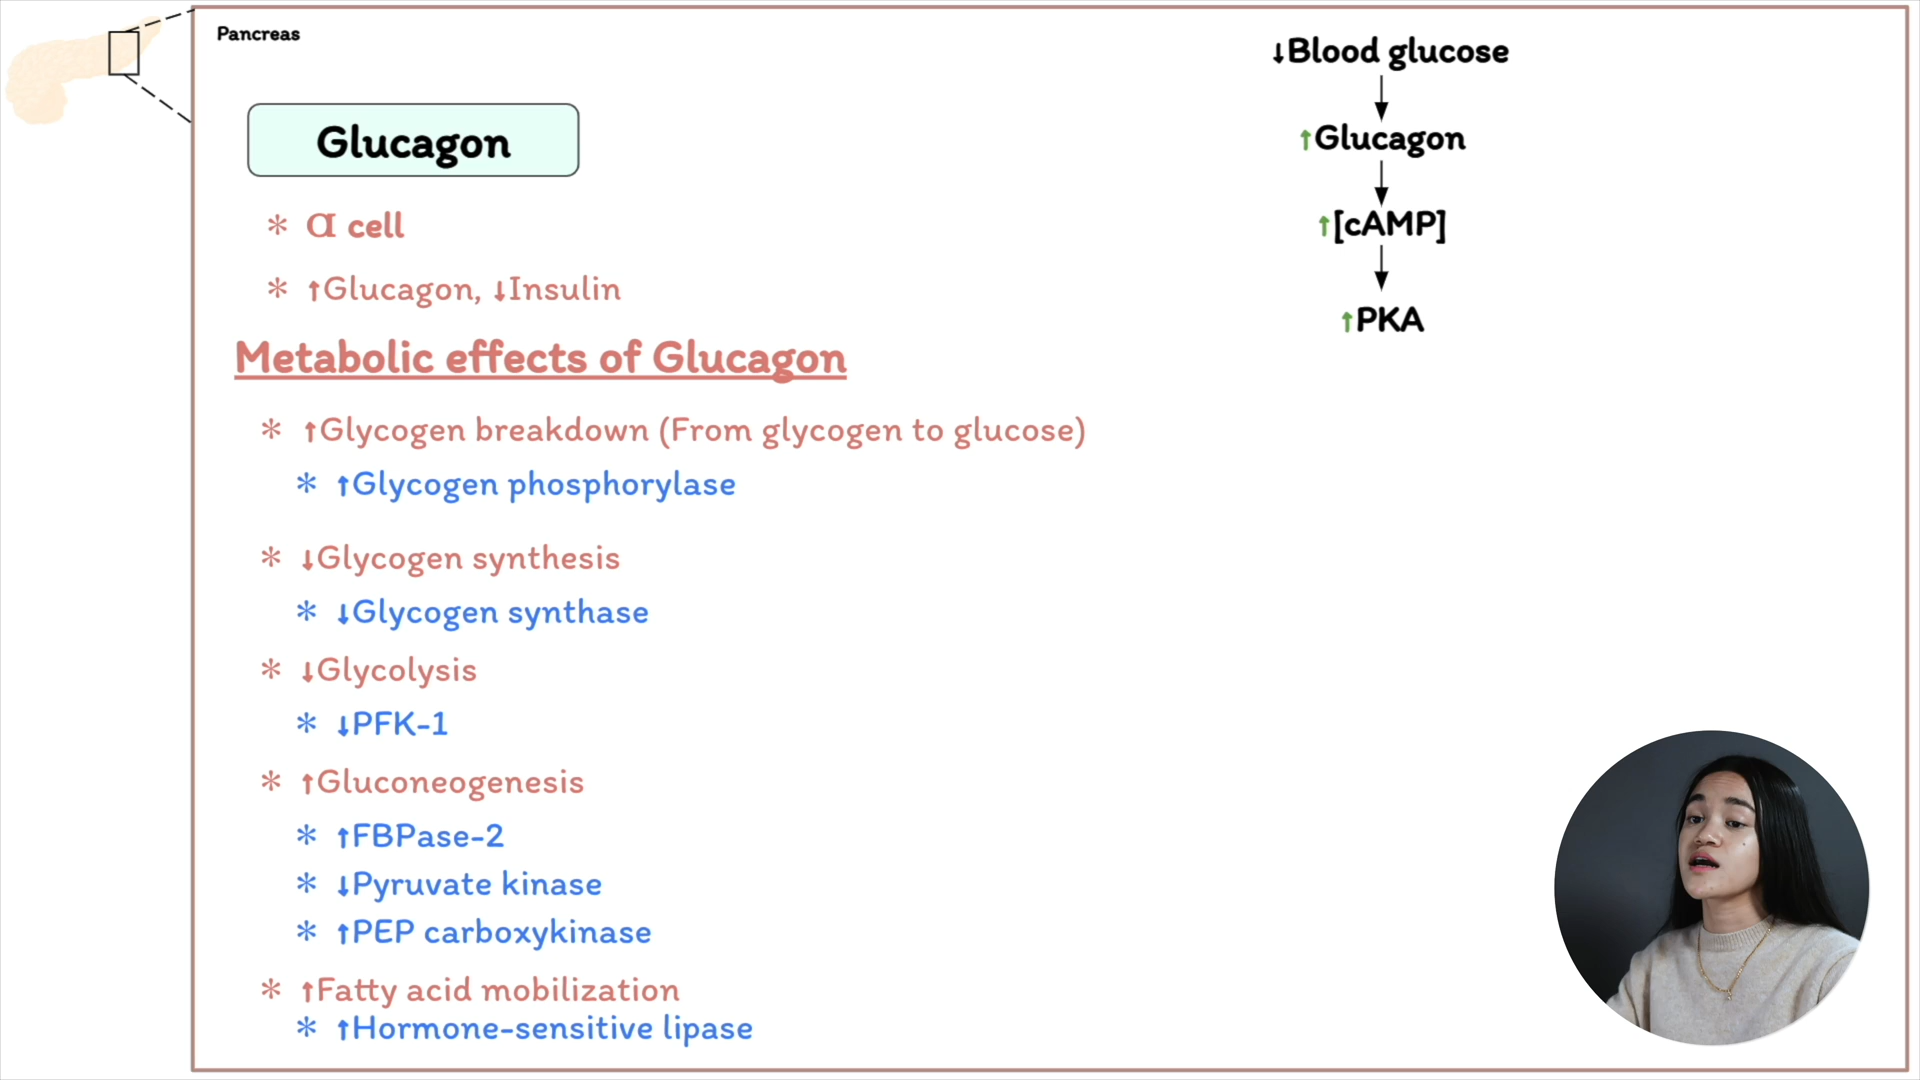 Pancreas
Glucagon
* α cell
* ↑Glucagon, ↓Insulin
Metabolic effects of Glucagon
* ↑Glycogen breakdown (From glycogen to glucose)
* ↑Glycogen phosphorylase
* ↓Glycogen synthesis
* ↓Glycogen synthase
* ↓Glycolysis
* ↓PFK-1
* ↑Gluconeogenesis
* ↑FBPase-2
* ↓Pyruvate kinase
* ↑PEP carboxykinase
* ↑Fatty acid mobilization
* ↑Hormone-sensitive lipase
↓Blood glucose
↑Glucagon
↑[cAMP]
↑PKA